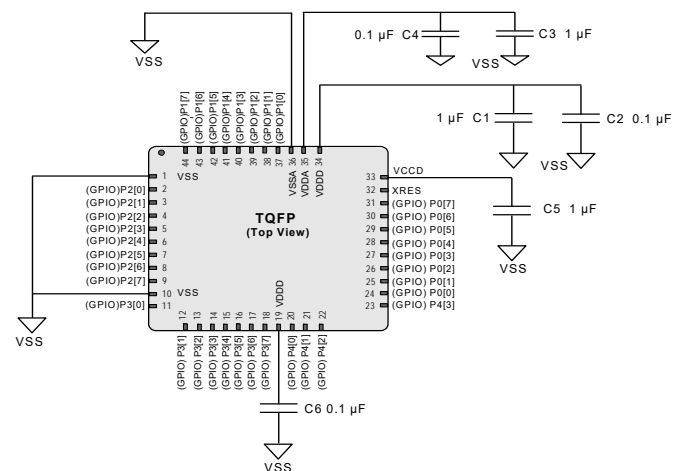 VSS
0.1 µF C4
C3 1 µF
VSS
1 µF C1
C2 0.1 µF
VSS
(GPIO)P1[7]
(GPIO)P1[6]
(GPIO)P1[5]
(GPIO)P1[4]
(GPIO)P1[3]
(GPIO)P1[2]
(GPIO)P1[1]
(GPIO)P1[0]
44
43
42
41
40
39
38
37
36
35
34
VSSA
VDDA
VDDD
TQFP
(Top View)
1 VSS
(GPIO)P2[0] 2
(GPIO)P2[1] 3
(GPIO)P2[2] 4
(GPIO)P2[3] 5
(GPIO)P2[4] 6
(GPIO)P2[5] 7
(GPIO)P2[6] 8
(GPIO)P2[7] 9
10 VSS
(GPIO)P3[0] 11
VSS
33 VCCD
32 XRES
31 (GPIO) P0[7]
30 (GPIO) P0[6]
29 (GPIO) P0[5]
28 (GPIO) P0[4]
27 (GPIO) P0[3]
26 (GPIO) P0[2]
25 (GPIO) P0[1]
24 (GPIO) P0[0]
23 (GPIO) P4[3]
C5 1 µF
VSS
VDDD
12
13
14
15
16
17
18
19
20
21
22
(GPIO) P3[1]
(GPIO) P3[2]
(GPIO) P3[3]
(GPIO) P3[4]
(GPIO) P3[5]
(GPIO) P3[6]
(GPIO) P3[7]
(GPIO) P4[0]
(GPIO) P4[1]
(GPIO) P4[2]
C6 0.1 µF
VSS